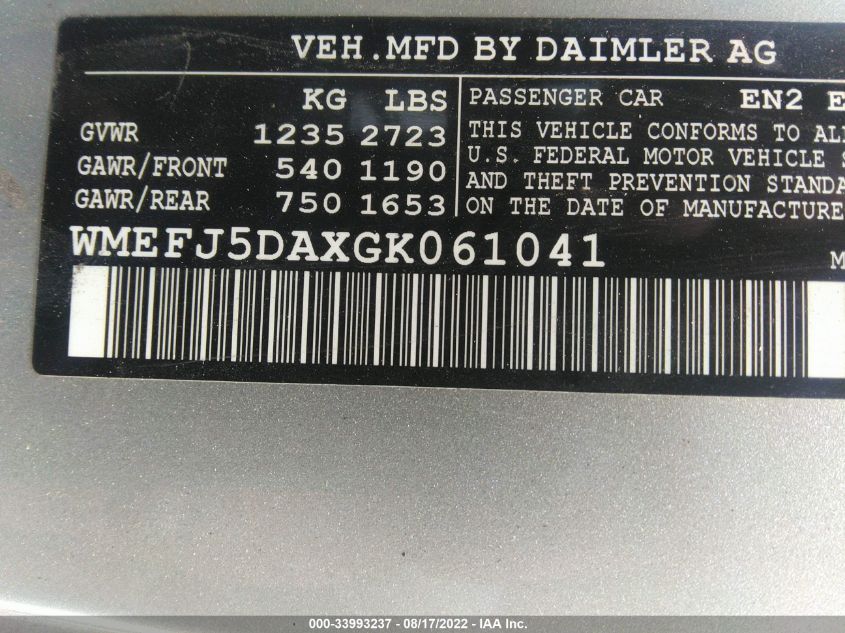 VEH.MFD BY DAIMLER AG
KG LBS
GVWR 1235 2723
GAWR/FRONT 540 1190
GAWR/REAR 750 1653
PASSENGER CAR EN2 E
THIS VEHICLE CONFORMS TO ALL
U.S. FEDERAL MOTOR VEHICLE S
AND THEFT PREVENTION STANDA
ON THE DATE OF MANUFACTURE
WMEFJ5DAXGK061041
M
000-33993237 - 08/17/2022 - IAA Inc.